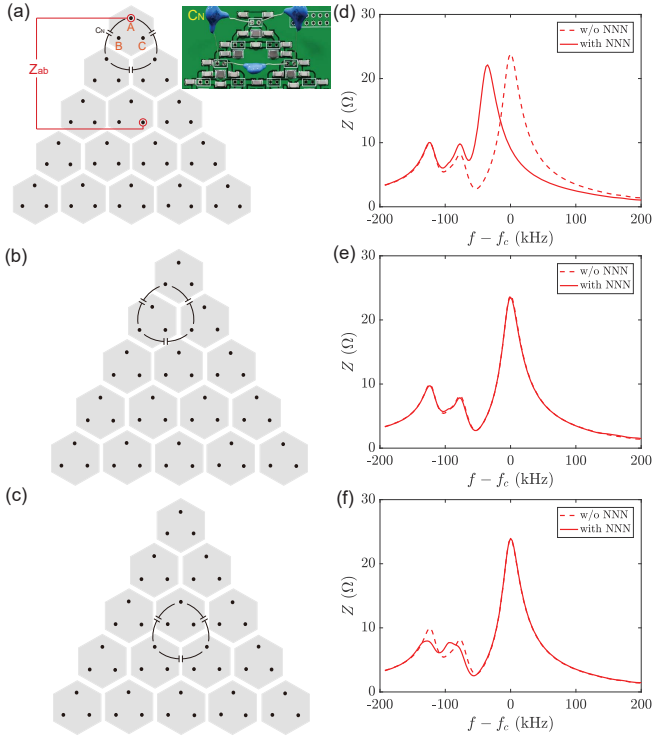 (a)
A
B
C
C_N
Z_ab
C_N
(d)
30
20
10
0
Z (Ω)
-200
-100
0
100
200
f − f_c (kHz)
w/o NNN
with NNN
(b)
(e)
30
20
10
0
Z (Ω)
-200
-100
0
100
200
f − f_c (kHz)
w/o NNN
with NNN
(c)
(f)
30
20
10
0
Z (Ω)
-200
-100
0
100
200
f − f_c (kHz)
w/o NNN
with NNN